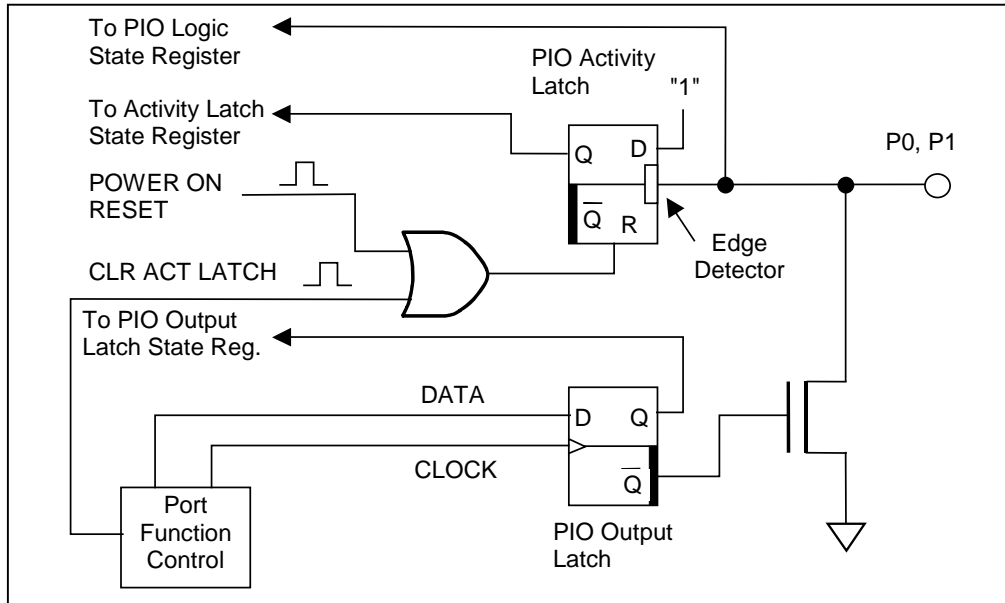 To PIO Logic
State Register
PIO Activity
Latch
"1"
To Activity Latch
State Register
Q
D
P0, P1
POWER ON
RESET
Q̅
R
Edge
Detector
CLR ACT LATCH
To PIO Output
Latch State Reg.
DATA
D
Q
CLOCK
Q̅
Port
Function
Control
PIO Output
Latch